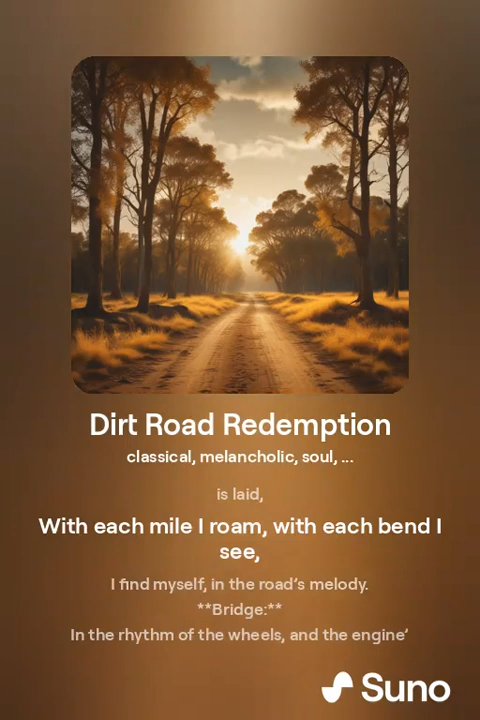 Dirt Road Redemption
classical, melancholic, soul, ...
is laid,
With each mile I roam, with each bend I
see,
I find myself, in the road’s melody.
**Bridge:**
In the rhythm of the wheels, and the engine’
Suno